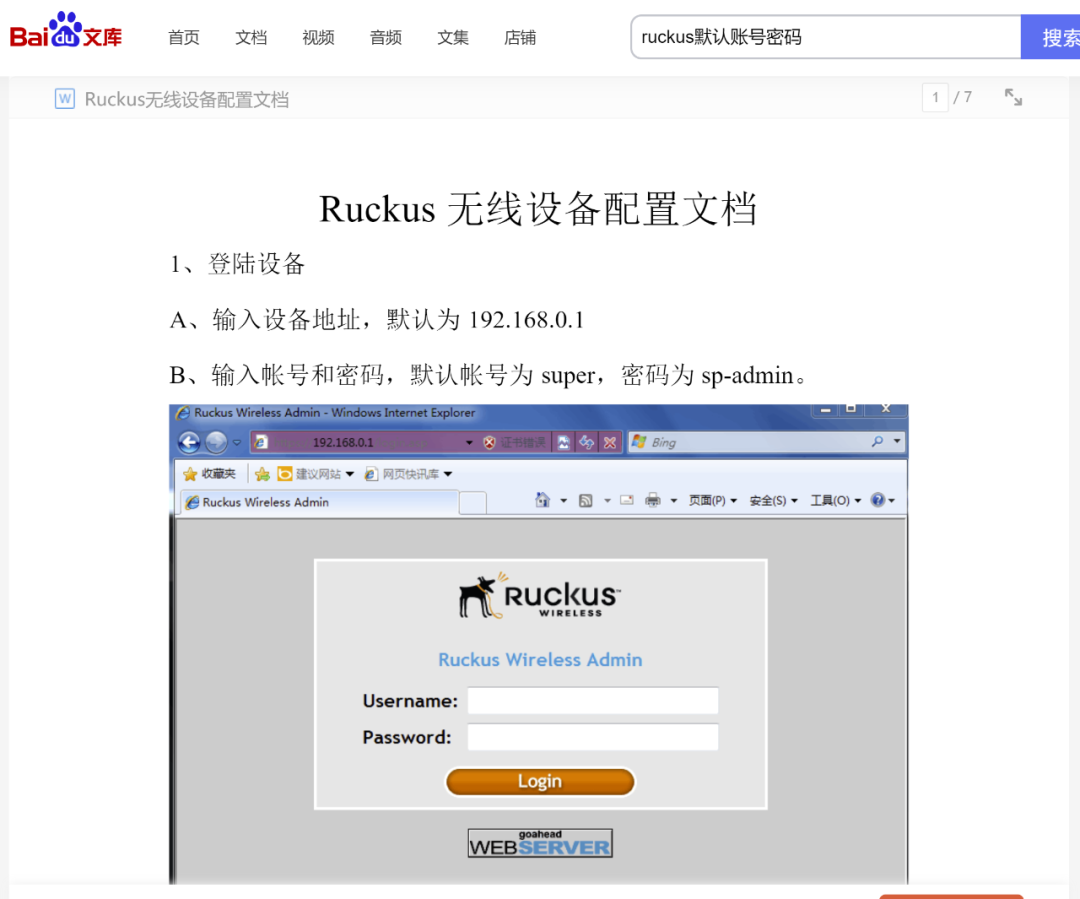 Bai du 文库 首页 文档 视频 音频 文集 店铺 ruckus默认账号密码 搜索
W Ruckus无线设备配置文档 1 / 7
Ruckus 无线设备配置文档
1、登陆设备
A、输入设备地址，默认为 192.168.0.1
B、输入帐号和密码，默认帐号为 super，密码为 sp-admin。
Ruckus Wireless Admin - Windows Internet Explorer
192.168.0.1 证书错误 Bing
收藏夹 建议网站 网页快讯库
Ruckus Wireless Admin 页面(P) 安全(S) 工具(O)
RUCKUS™
WIRELESS
Ruckus Wireless Admin
Username:
Password:
Login
goahead
WEBSERVER